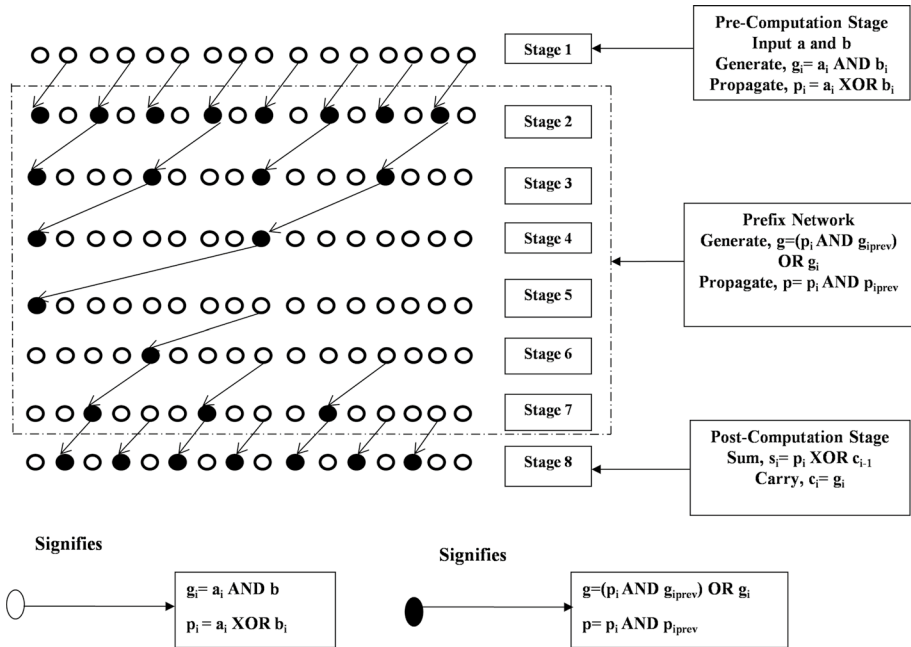 Stage 1
Pre-Computation Stage
Input a and b
Generate, gᵢ= aᵢ AND bᵢ
Propagate, pᵢ = aᵢ XOR bᵢ
Stage 2
Stage 3
Stage 4
Prefix Network
Generate, g=(pᵢ AND gᵢₚᵣₑᵥ)
OR gᵢ
Propagate, p= pᵢ AND pᵢₚᵣₑᵥ
Stage 5
Stage 6
Stage 7
Stage 8
Post-Computation Stage
Sum, sᵢ= pᵢ XOR cᵢ₋₁
Carry, cᵢ= gᵢ
Signifies
gᵢ= aᵢ AND b
pᵢ = aᵢ XOR bᵢ
Signifies
g=(pᵢ AND gᵢₚᵣₑᵥ) OR gᵢ
p= pᵢ AND pᵢₚᵣₑᵥ